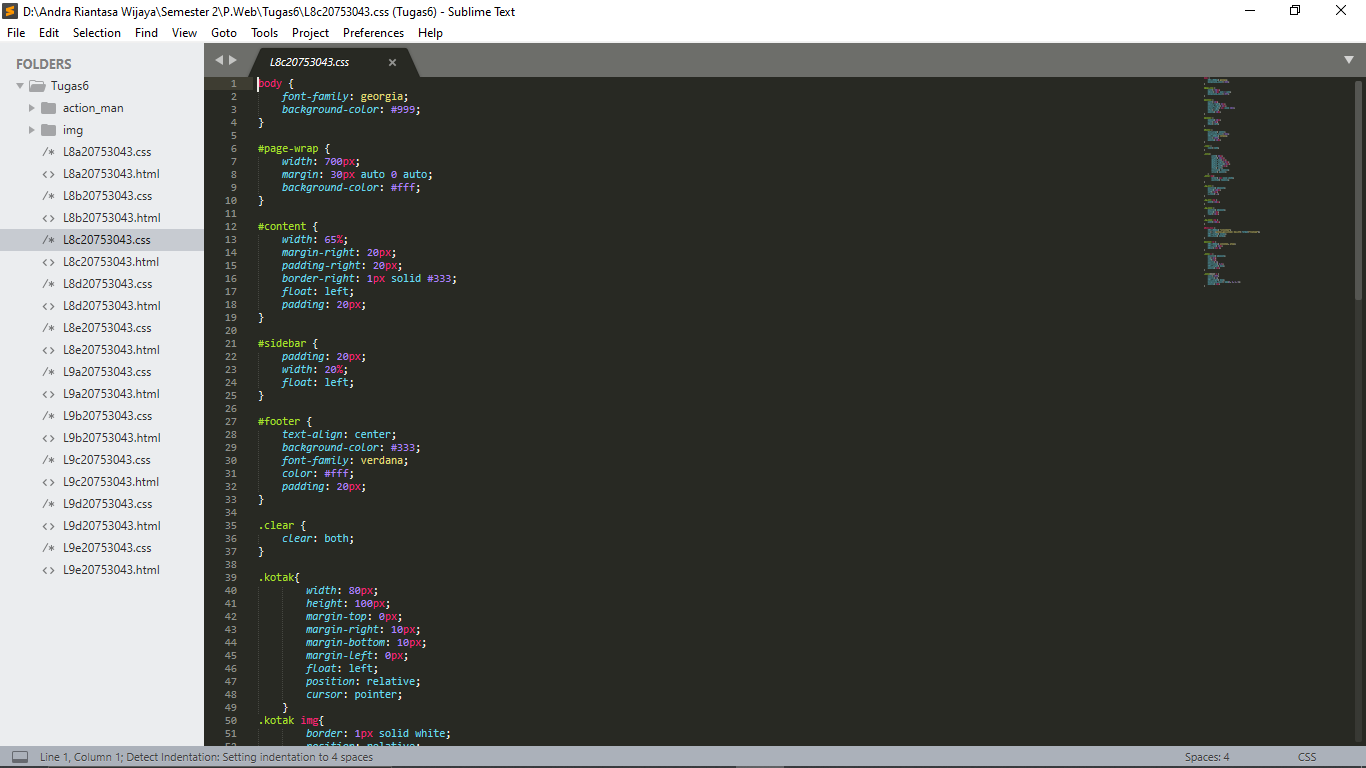 D:\Andra Riantasa Wijaya\Semester 2\P.Web\Tugas6\L8c20753043.css (Tugas6) - Sublime Text
File Edit Selection Find View Goto Tools Project Preferences Help
FOLDERS
Tugas6
action_man
img
/* L8a20753043.css
<> L8a20753043.html
/* L8b20753043.css
<> L8b20753043.html
/* L8c20753043.css
<> L8c20753043.html
/* L8d20753043.css
<> L8d20753043.html
/* L8e20753043.css
<> L8e20753043.html
/* L9a20753043.css
<> L9a20753043.html
/* L9b20753043.css
<> L9b20753043.html
/* L9c20753043.css
<> L9c20753043.html
/* L9d20753043.css
<> L9d20753043.html
/* L9e20753043.css
<> L9e20753043.html
L8c20753043.css
1 body {
2     font-family: georgia;
3     background-color: #999;
4 }
5
6 #page-wrap {
7     width: 700px;
8     margin: 30px auto 0 auto;
9     background-color: #fff;
10 }
11
12 #content {
13     width: 65%;
14     margin-right: 20px;
15     padding-right: 20px;
16     border-right: 1px solid #333;
17     float: left;
18     padding: 20px;
19 }
20
21 #sidebar {
22     padding: 20px;
23     width: 20%;
24     float: left;
25 }
26
27 #footer {
28     text-align: center;
29     background-color: #333;
30     font-family: verdana;
31     color: #fff;
32     padding: 20px;
33 }
34
35 .clear {
36     clear: both;
37 }
38
39 .kotak{
40         width: 80px;
41         height: 100px;
42         margin-top: 0px;
43         margin-right: 10px;
44         margin-bottom: 10px;
45         margin-left: 0px;
46         float: left;
47         position: relative;
48         cursor: pointer;
49     }
50 .kotak img{
51         border: 1px solid white;
52         position: relative;
Line 1, Column 1; Detect Indentation: Setting indentation to 4 spaces
Spaces: 4
CSS